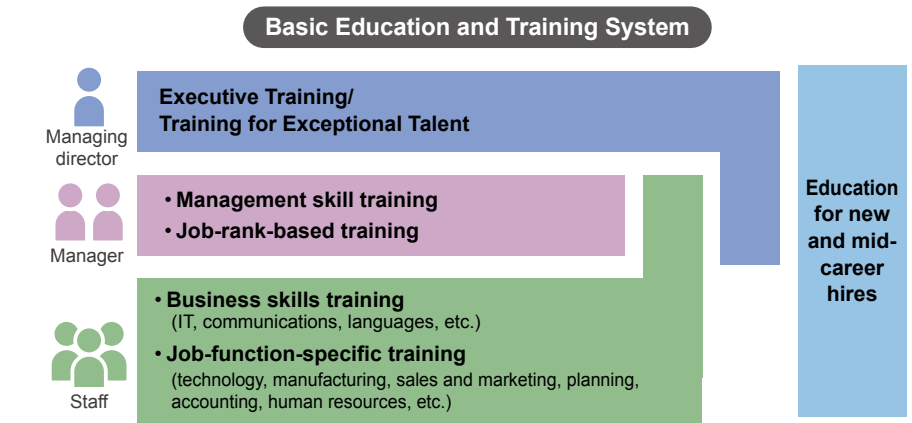 Basic Education and Training System
Managing
director
Executive Training/
Training for Exceptional Talent
Manager
• Management skill training
• Job-rank-based training
Staff
• Business skills training
(IT, communications, languages, etc.)
• Job-function-specific training
(technology, manufacturing, sales and marketing, planning,
accounting, human resources, etc.)
Education
for new
and mid-
career
hires